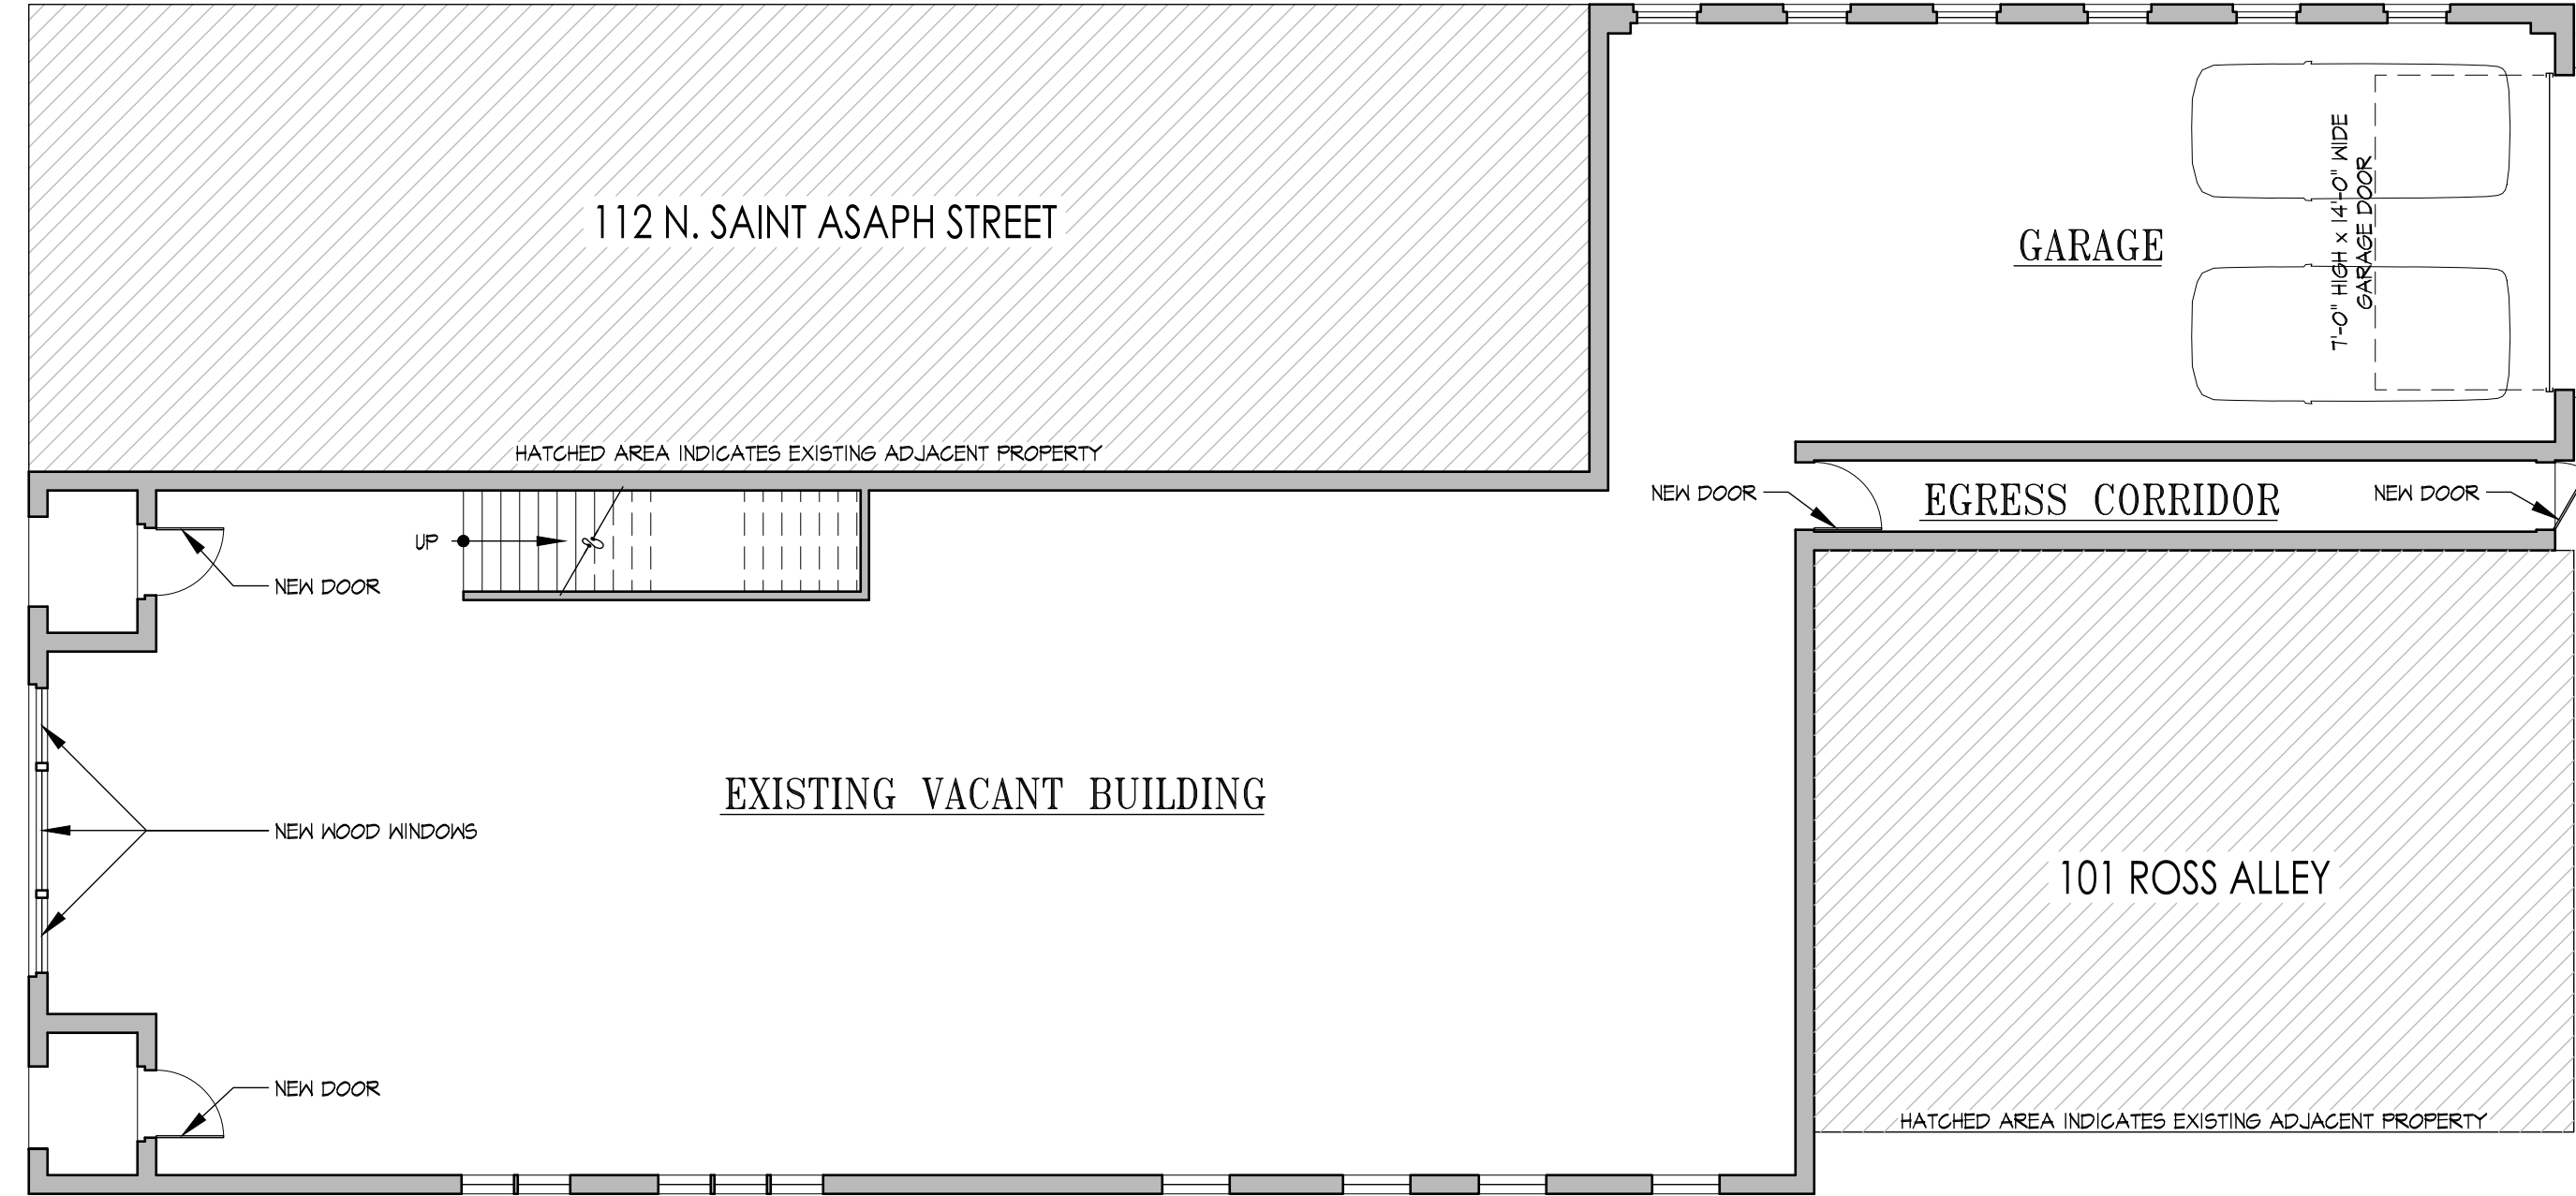 112 N. SAINT ASAPH STREET
HATCHED AREA INDICATES EXISTING ADJACENT PROPERTY
GARAGE
7'-0" HIGH x 14'-0" WIDE
GARAGE DOOR
NEW DOOR
EGRESS CORRIDOR
NEW DOOR
UP
NEW DOOR
EXISTING VACANT BUILDING
NEW WOOD WINDOWS
101 ROSS ALLEY
NEW DOOR
HATCHED AREA INDICATES EXISTING ADJACENT PROPERTY